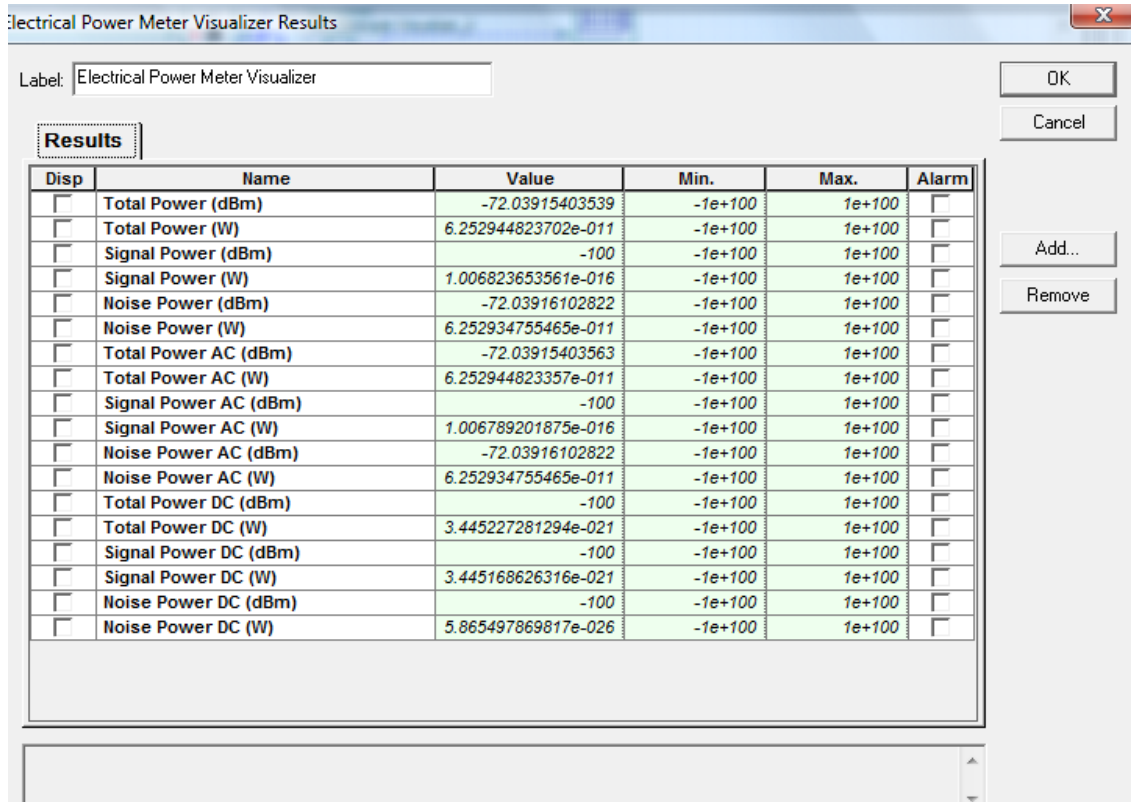 Electrical Power Meter Visualizer Results
Label: Electrical Power Meter Visualizer
OK
Cancel
Results
Disp Name Value Min. Max. Alarm
Total Power (dBm) -72.03915403539 -1e+100 1e+100
Total Power (W) 6.252944823702e-011 -1e+100 1e+100
Signal Power (dBm) -100 -1e+100 1e+100
Add...
Signal Power (W) 1.006823653561e-016 -1e+100 1e+100
Noise Power (dBm) -72.03916102822 -1e+100 1e+100
Remove
Noise Power (W) 6.252934755465e-011 -1e+100 1e+100
Total Power AC (dBm) -72.03915403563 -1e+100 1e+100
Total Power AC (W) 6.252944823357e-011 -1e+100 1e+100
Signal Power AC (dBm) -100 -1e+100 1e+100
Signal Power AC (W) 1.006789201875e-016 -1e+100 1e+100
Noise Power AC (dBm) -72.03916102822 -1e+100 1e+100
Noise Power AC (W) 6.252934755465e-011 -1e+100 1e+100
Total Power DC (dBm) -100 -1e+100 1e+100
Total Power DC (W) 3.445227281294e-021 -1e+100 1e+100
Signal Power DC (dBm) -100 -1e+100 1e+100
Signal Power DC (W) 3.445168626316e-021 -1e+100 1e+100
Noise Power DC (dBm) -100 -1e+100 1e+100
Noise Power DC (W) 5.865497869817e-026 -1e+100 1e+100